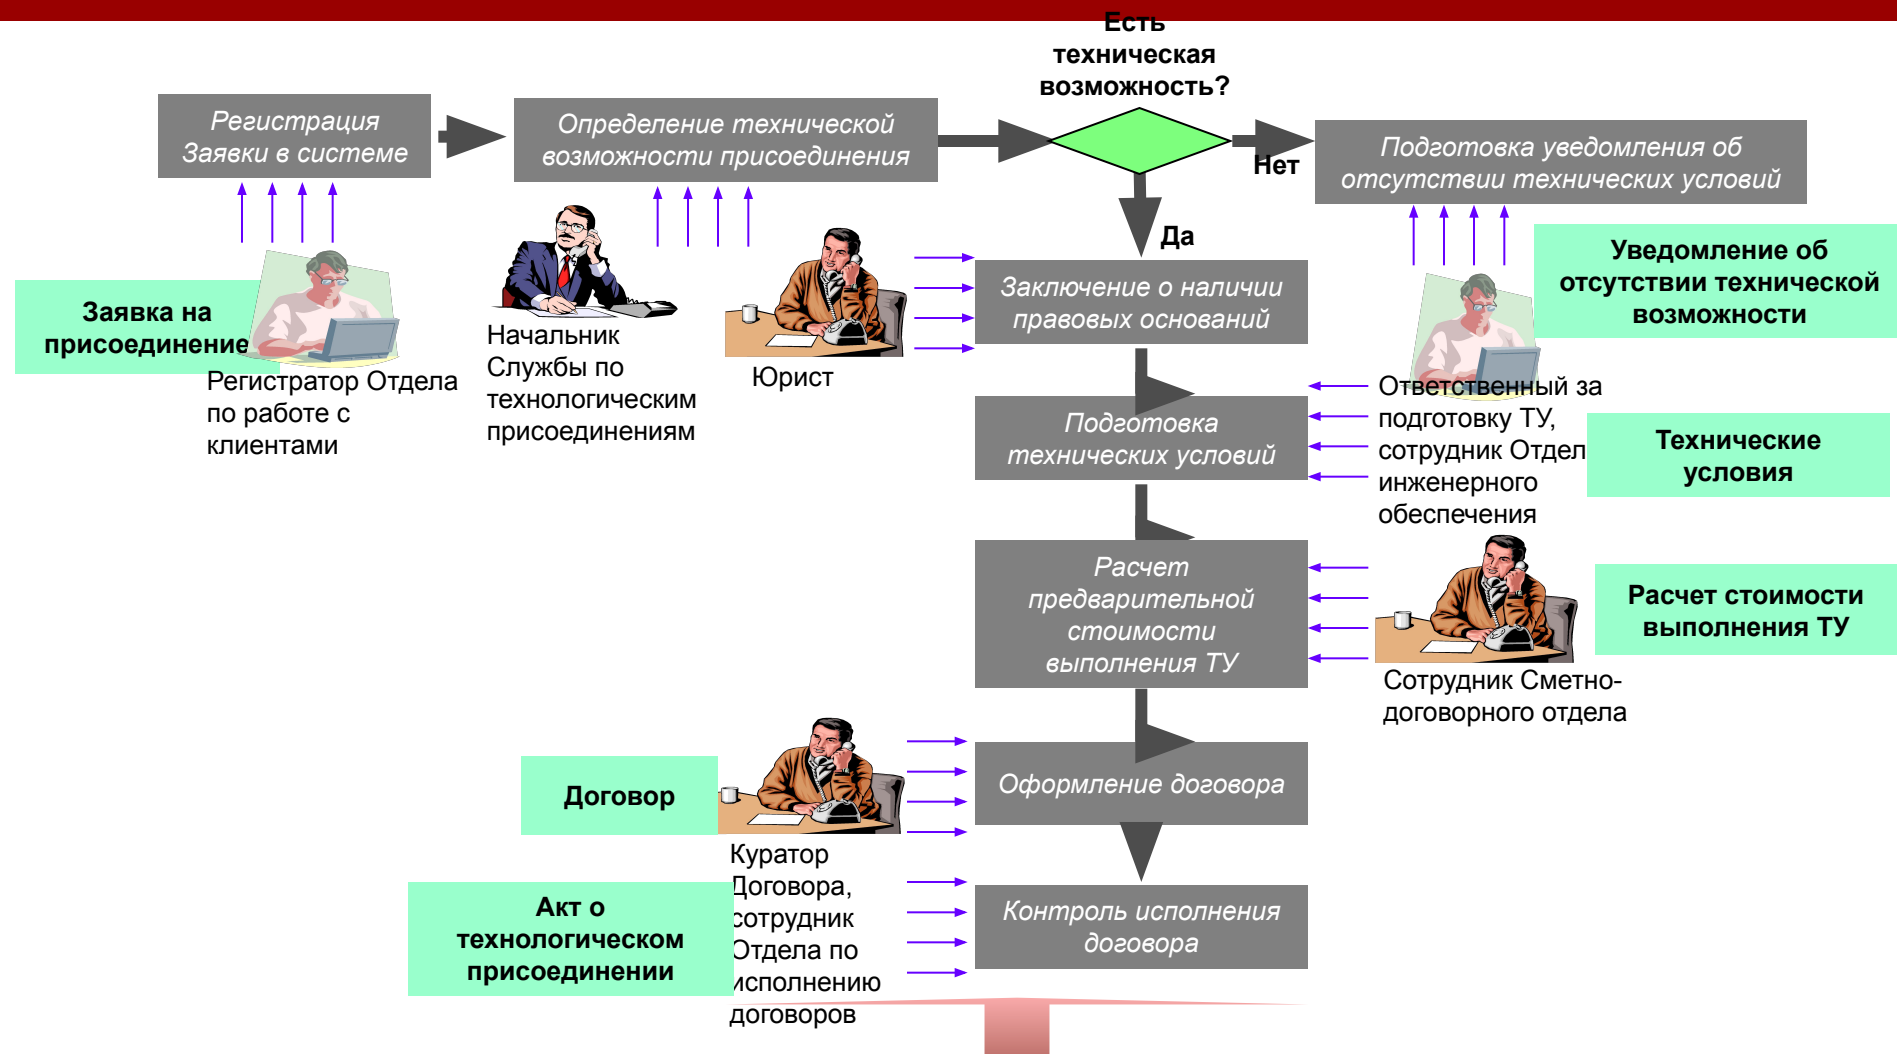 Есть
техническая
возможность?
Регистрация
Заявки в системе
Определение технической
возможности присоединения
Нет
Подготовка уведомления об
отсутствии технических условий
Да
Заявка на
присоединение
Регистратор Отдела
по работе с
клиентами
Начальник
Службы по
технологическим
присоединениям
Юрист
Заключение о наличии
правовых оснований
Уведомление об
отсутствии технической
возможности
Подготовка
технических условий
Ответственный за
подготовку ТУ,
сотрудник Отдел
инженерного
обеспечения
Технические
условия
Расчет
предварительной
стоимости
выполнения ТУ
Сотрудник Сметно-
договорного отдела
Расчет стоимости
выполнения ТУ
Договор
Оформление договора
Куратор
Договора,
сотрудник
Отдела по
исполнению
договоров
Акт о
технологическом
присоединении
Контроль исполнения
договора